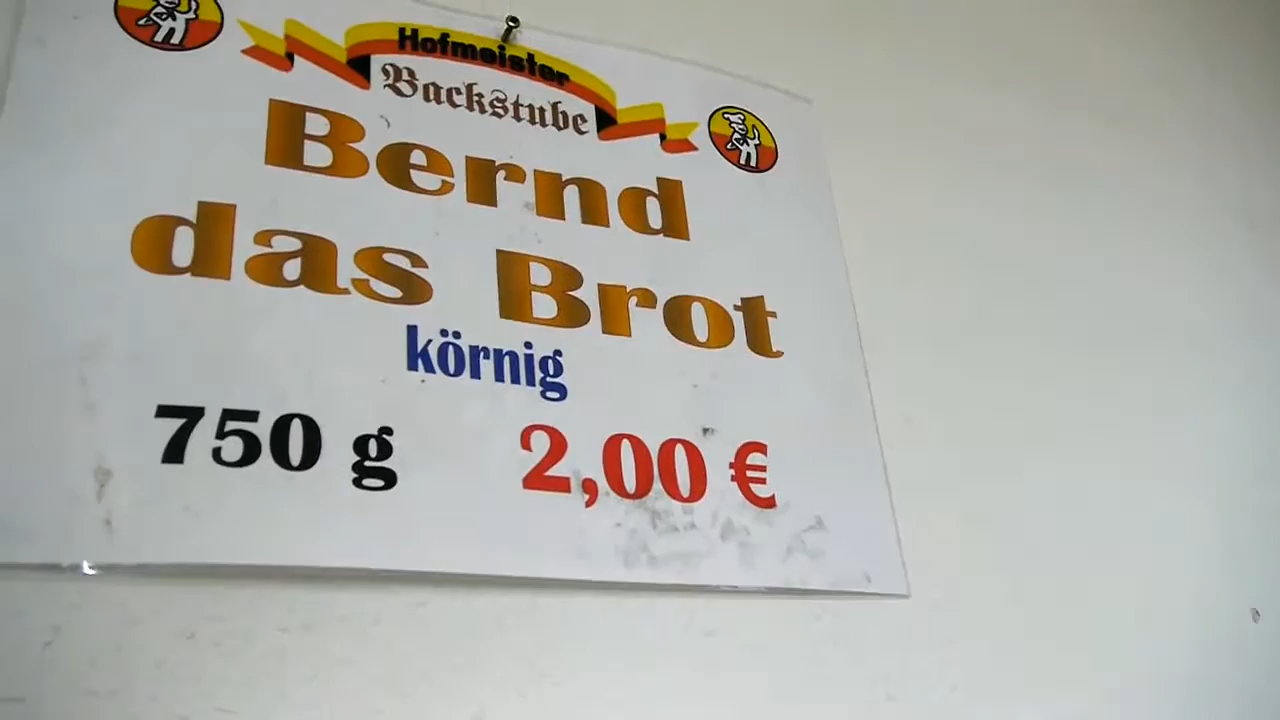 Hofmeister
Backstube
Bernd
das Brot
körnig
750 g 2,00 €